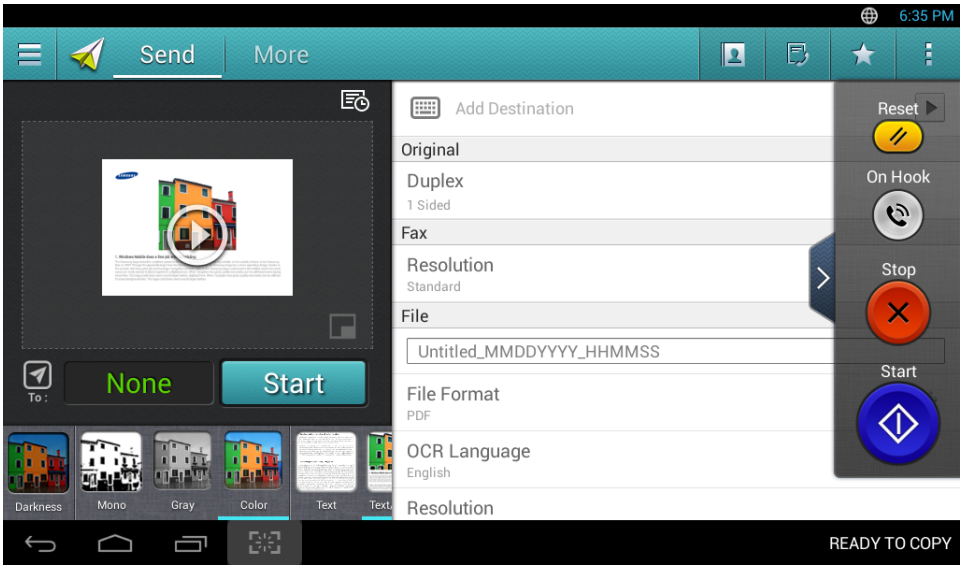 6:35 PM
Send
More
Add Destination
Original
Duplex
1 Sided
Fax
Resolution
Standard
File
Untitled_MMDDYYYY_HHMMSS
File Format
PDF
OCR Language
English
Resolution
Reset
On Hook
Stop
Start
SAMSUNG
To :
None
Start
Darkness
Mono
Gray
Color
Text
Text/
READY TO COPY